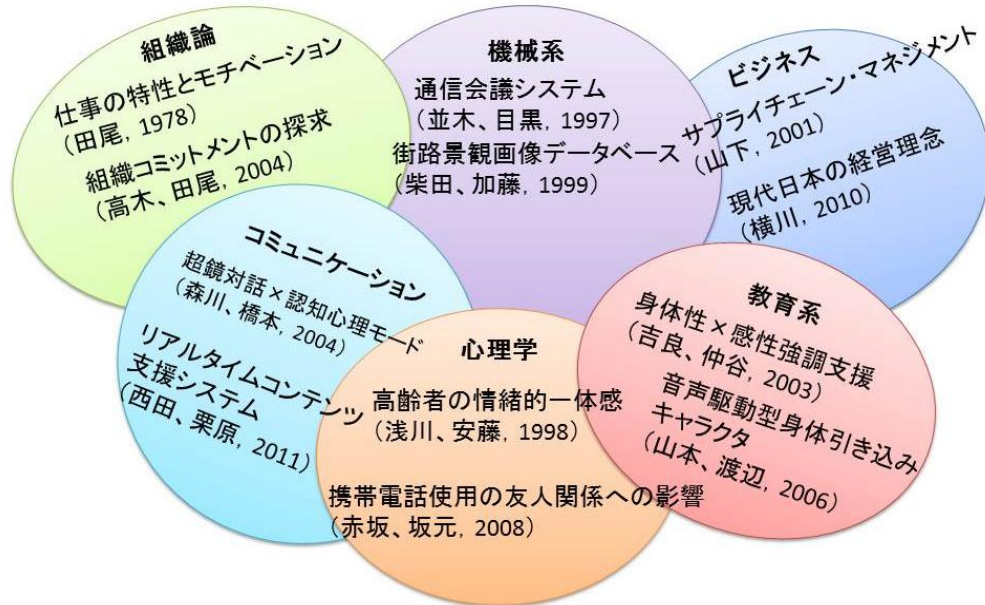 組織論
仕事の特性とモチベーション
（田尾, 1978）
組織コミットメントの探求
（高木、田尾, 2004）
機械系
通信会議システム
（並木、目黒, 1997）
街路景観画像データベース
（柴田、加藤, 1999）
ビジネス
サプライチェーン・マネジメント
（山下, 2001）
現代日本の経営理念
（横川, 2010）
コミュニケーション
超鏡対話×認知心理モード
（森川、橋本, 2004）
リアルタイムコンテンツ
支援システム
（西田、栗原, 2011）
心理学
高齢者の情緒的一体感
（浅川、安藤, 1998）
携帯電話使用の友人関係への影響
（赤坂、坂元, 2008）
教育系
身体性×感性強調支援
（吉良、仲谷, 2003）
音声駆動型身体引き込み
キャラクタ
（山本、渡辺, 2006）